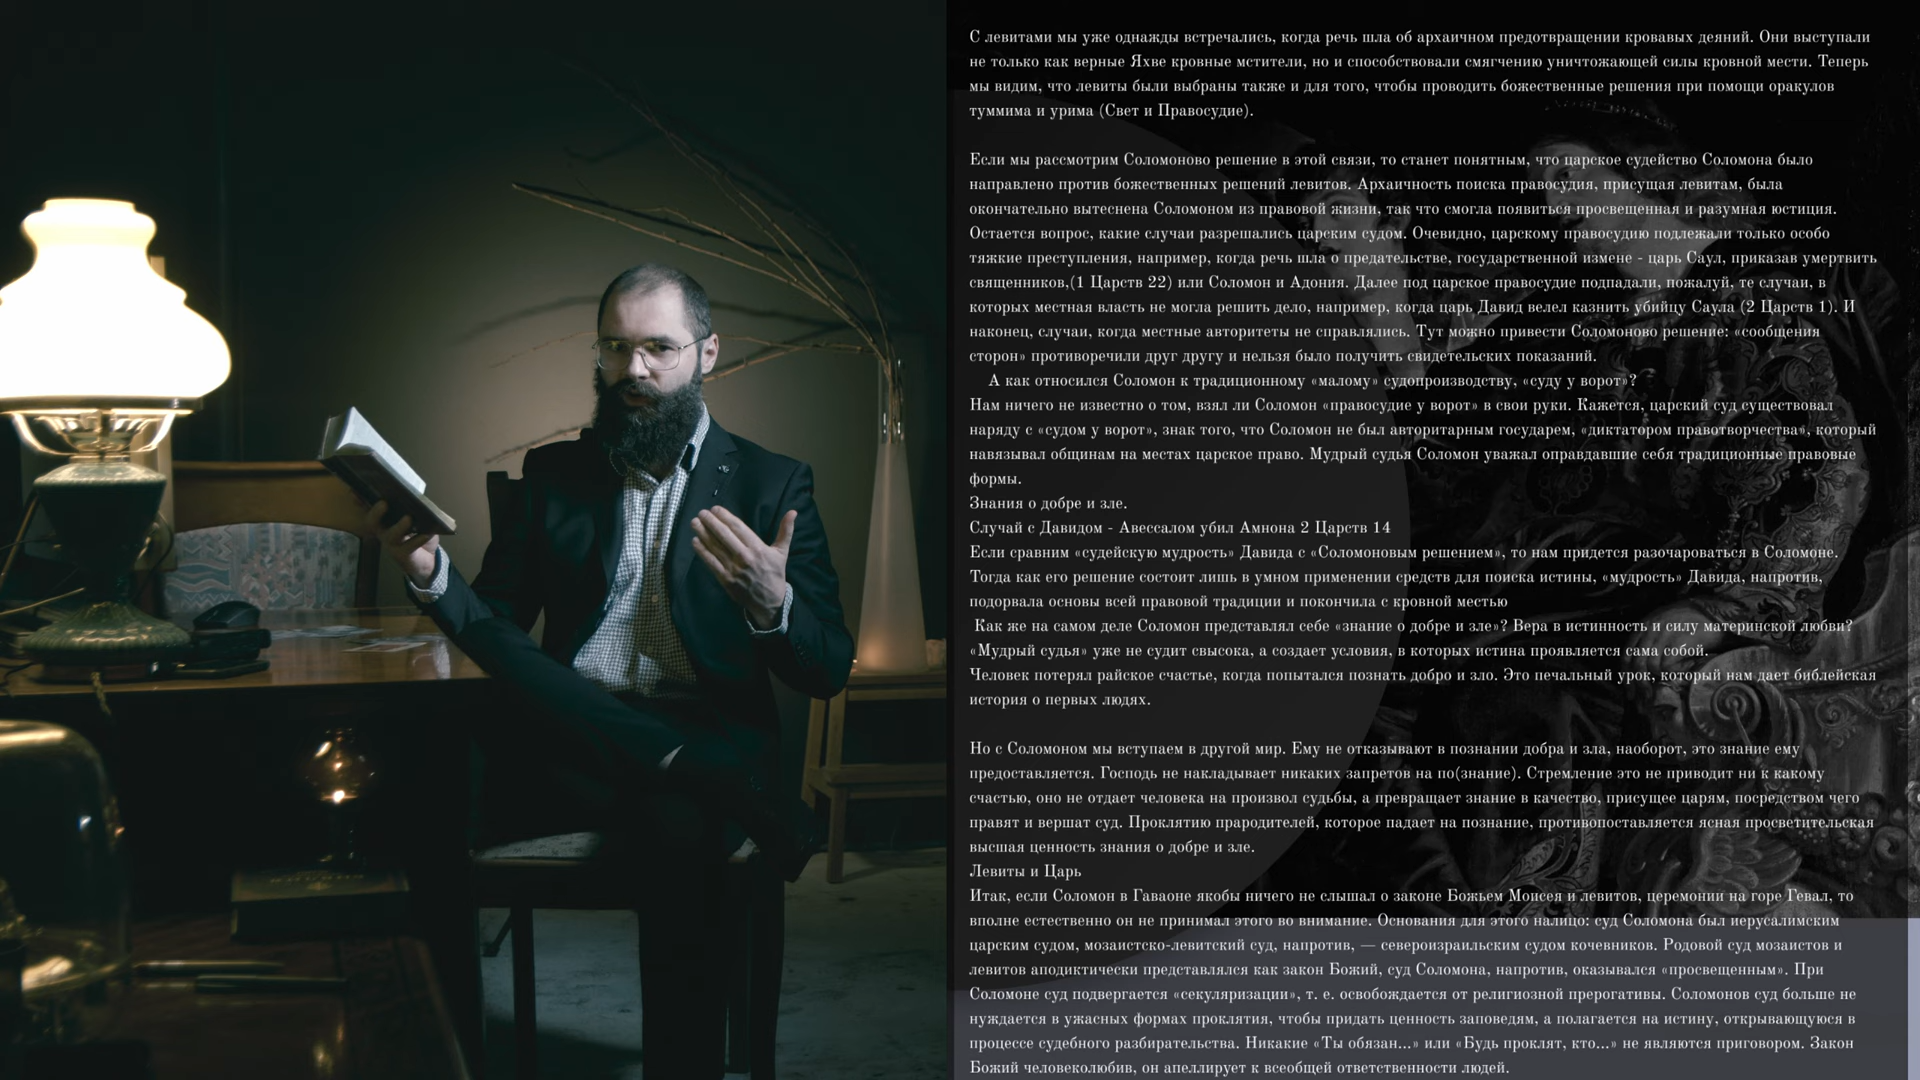 С левитами мы уже однажды встречались, когда речь шла об архаичном предотвращении кровавых деяний. Они выступали
не только как верные Яхве кровные мстители, но и способствовали смягчению уничтожающей силы кровной мести. Теперь
мы видим, что левиты были выбраны также и для того, чтобы проводить божественные решения при помощи оракулов
туммима и урима (Свет и Правосудие).
Если мы рассмотрим Соломоново решение в этой связи, то станет понятным, что царское судейство Соломона было
направлено против божественных решений левитов. Архаичность поиска правосудия, присущая левитам, была
окончательно вытеснена Соломоном из правовой жизни, так что смогла появиться просвещенная и разумная юстиция.
Остается вопрос, какие случаи разрешались царским судом. Очевидно, царскому правосудию подлежали только особо
тяжкие преступления, например, когда речь шла о предательстве, государственной измене - царь Саул, приказав умертвить
священников,(1 Царств 22) или Соломон и Адония. Далее под царское правосудие подпадали, пожалуй, те случаи, в
которых местная власть не могла решить дело, например, когда царь Давид велел казнить убийцу Саула (2 Царств 1). И
наконец, случаи, когда местные авторитеты не справлялись. Тут можно привести Соломоново решение: «сообщения
сторон» противоречили друг другу и нельзя было получить свидетельских показаний.
А как относился Соломон к традиционному «малому» судопроизводству, «суду у ворот»?
Нам ничего не известно о том, взял ли Соломон «правосудие у ворот» в свои руки. Кажется, царский суд существовал
наряду с «судом у ворот», знак того, что Соломон не был авторитарным государем, «диктатором правотворчества», который
навязывал общинам на местах царское право. Мудрый судья Соломон уважал оправдавшие себя традиционные правовые
формы.
Знания о добре и зле.
Случай с Давидом - Авессалом убил Амнона 2 Царств 14
Если сравним «судейскую мудрость» Давида с «Соломоновым решением», то нам придется разочароваться в Соломоне.
Тогда как его решение состоит лишь в умном применении средств для поиска истины, «мудрость» Давида, напротив,
подорвала основы всей правовой традиции и покончила с кровной местью
Как же на самом деле Соломон представлял себе «знание о добре и зле»? Вера в истинность и силу материнской любви?
«Мудрый судья» уже не судит свысока, а создает условия, в которых истина проявляется сама собой.
Человек потерял райское счастье, когда попытался познать добро и зло. Это печальный урок, который нам дает библейская
история о первых людях.
Но с Соломоном мы вступаем в другой мир. Ему не отказывают в познании добра и зла, наоборот, это знание ему
предоставляется. Господь не накладывает никаких запретов на по(знание). Стремление это не приводит ни к какому
счастью, оно не отдает человека на произвол судьбы, а превращает знание в качество, присущее царям, посредством чего
правят и вершат суд. Проклятию прародителей, которое падает на познание, противопоставляется ясная просветительская
высшая ценность знания о добре и зле.
Левиты и Царь
Итак, если Соломон в Гаваоне якобы ничего не слышал о законе Божьем Моисея и левитов, церемонии на горе Гевал, то
вполне естественно он не принимал этого во внимание. Основания для этого налицо: суд Соломона был иерусалимским
царским судом, мозаистско-левитский суд, напротив, — североизраильским судом кочевников. Родовой суд мозаистов и
левитов аподиктически представлялся как закон Божий, суд Соломона, напротив, оказывался «просвещенным». При
Соломоне суд подвергается «секуляризации», т. е. освобождается от религиозной прерогативы. Соломонов суд больше не
нуждается в ужасных формах проклятия, чтобы придать ценность заповедям, а полагается на истину, открывающуюся в
процессе судебного разбирательства. Никакие «Ты обязан...» или «Будь проклят, кто...» не являются приговором. Закон
Божий человеколюбив, он апеллирует к всеобщей ответственности людей.